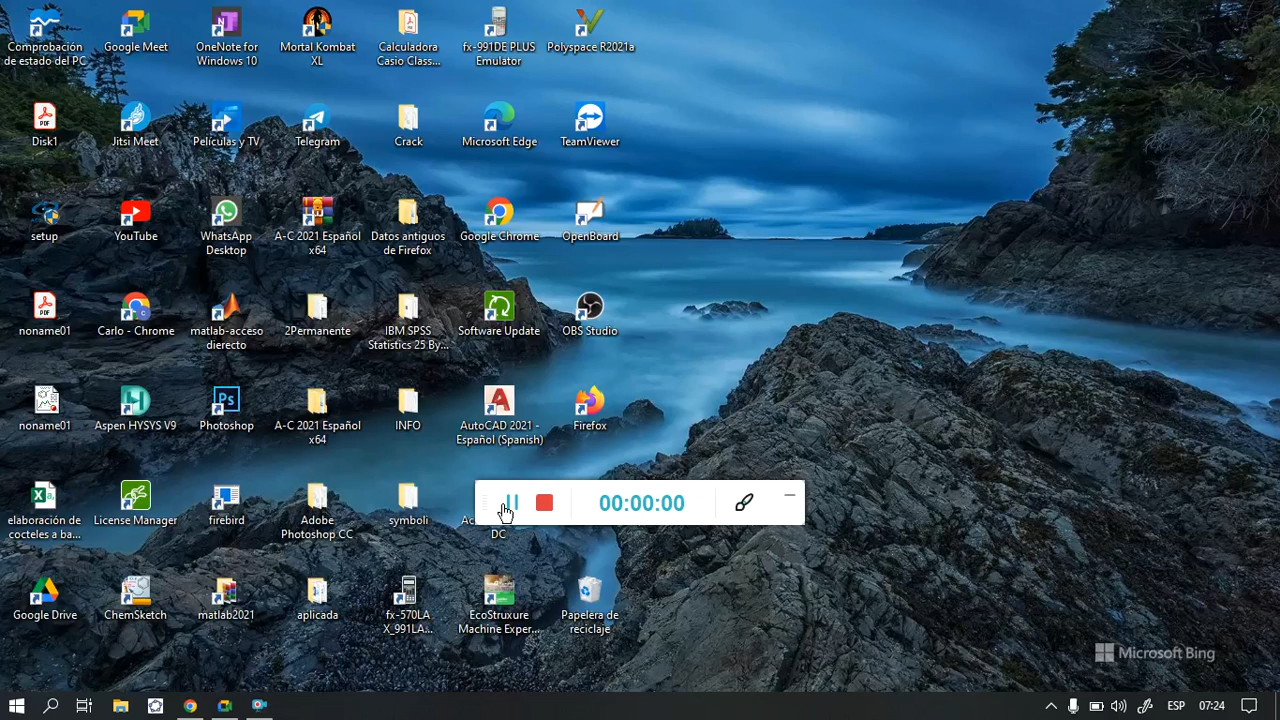 Comprobación
de estado del PC
Google Meet
OneNote for
Windows 10
Mortal Kombat
XL
Calculadora
Casio Class...
fx-991DE PLUS
Emulator
Polyspace R2021a
Disk1
Jitsi Meet
Películas y TV
Telegram
Crack
Microsoft Edge
TeamViewer
setup
YouTube
WhatsApp
Desktop
A-C 2021 Español
x64
Datos antiguos
de Firefox
Google Chrome
OpenBoard
noname01
Carlo - Chrome
matlab-acceso
dierecto
2Permanente
IBM SPSS
Statistics 25 By...
Software Update
OBS Studio
noname01
Aspen HYSYS V9
Photoshop
A-C 2021 Español
x64
INFO
AutoCAD 2021 -
Español (Spanish)
Firefox
elaboración de
cocteles a ba...
License Manager
firebird
Adobe
Photoshop CC
symboli
DC
00:00:00
Google Drive
ChemSketch
matlab2021
aplicada
fx-570LA
X_991LA...
EcoStruxure
Machine Exper...
Papelera de
reciclaje
Microsoft Bing
ESP
07:24